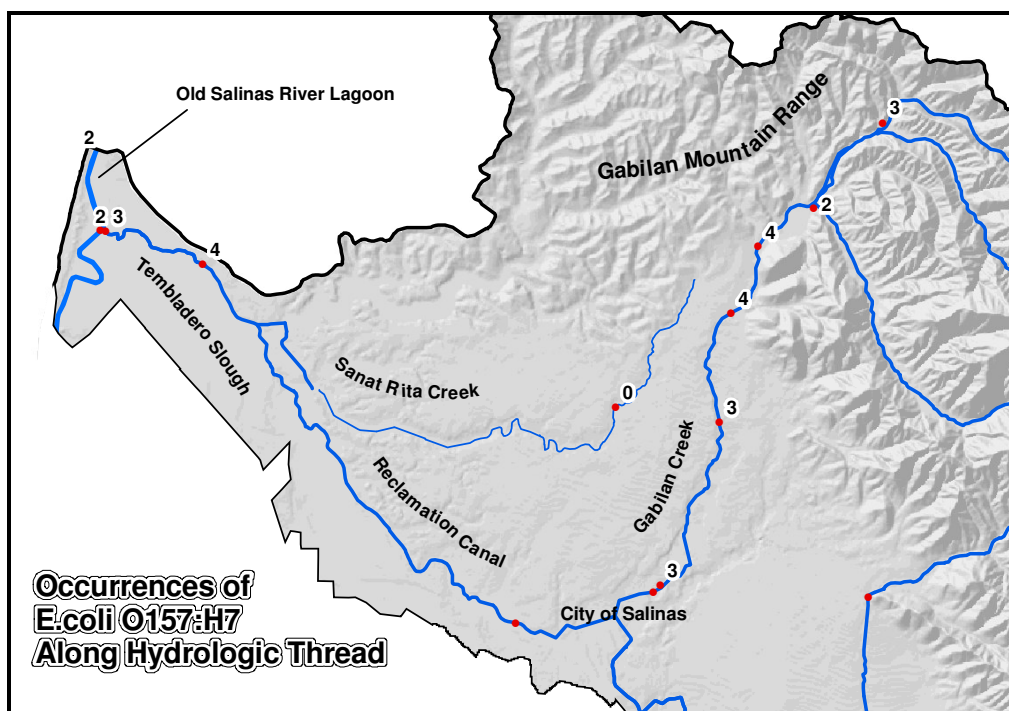 Old Salinas River Lagoon
Gabilan Mountain Range
3
2
2
2 3
4
4
4
Tembladero Slough
Sanat Rita Creek
0
3
Gabilan Creek
Reclamation Canal
3
City of Salinas
Occurrences of
E.coli O157:H7
Along Hydrologic Thread